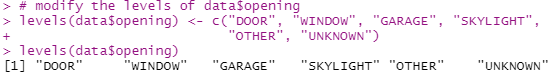 > # modify the levels of data$opening
> levels(data$opening) <- c("DOOR", "WINDOW", "GARAGE", "SKYLIGHT",
+                           "OTHER", "UNKNOWN")
> levels(data$opening)
[1] "DOOR"     "WINDOW"   "GARAGE"   "SKYLIGHT" "OTHER"    "UNKNOWN"